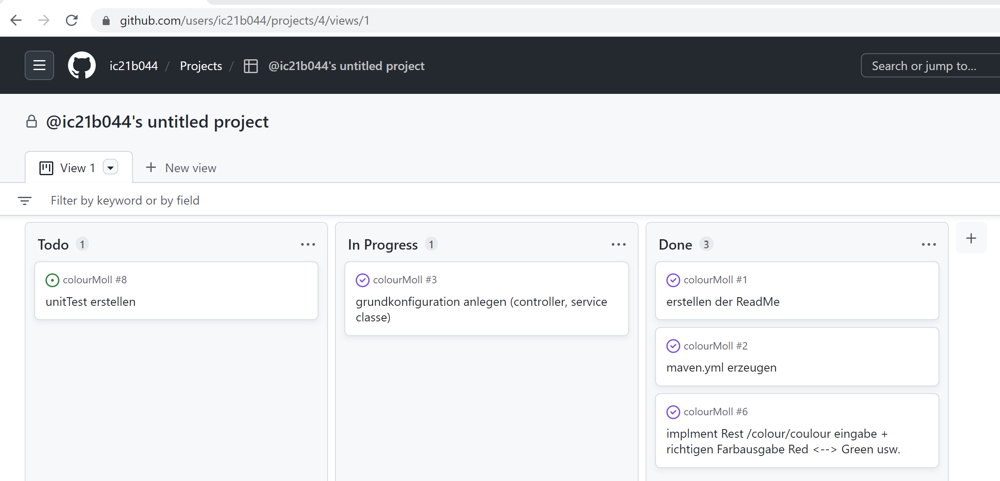 github.com/users/ic21b044/projects/4/views/1
ic21b044 / Projects / @ic21b044's untitled project
Search or jump to...
@ic21b044's untitled project
View 1
New view
Filter by keyword or by field
Todo 1
colourMoll #8
unitTest erstellen
In Progress 1
colourMoll #3
grundkonfiguration anlegen (controller, service
classe)
Done 3
colourMoll #1
erstellen der ReadMe
colourMoll #2
maven.yml erzeugen
colourMoll #6
implment Rest /colour/coulour eingabe +
richtigen Farbausgabe Red <--> Green usw.